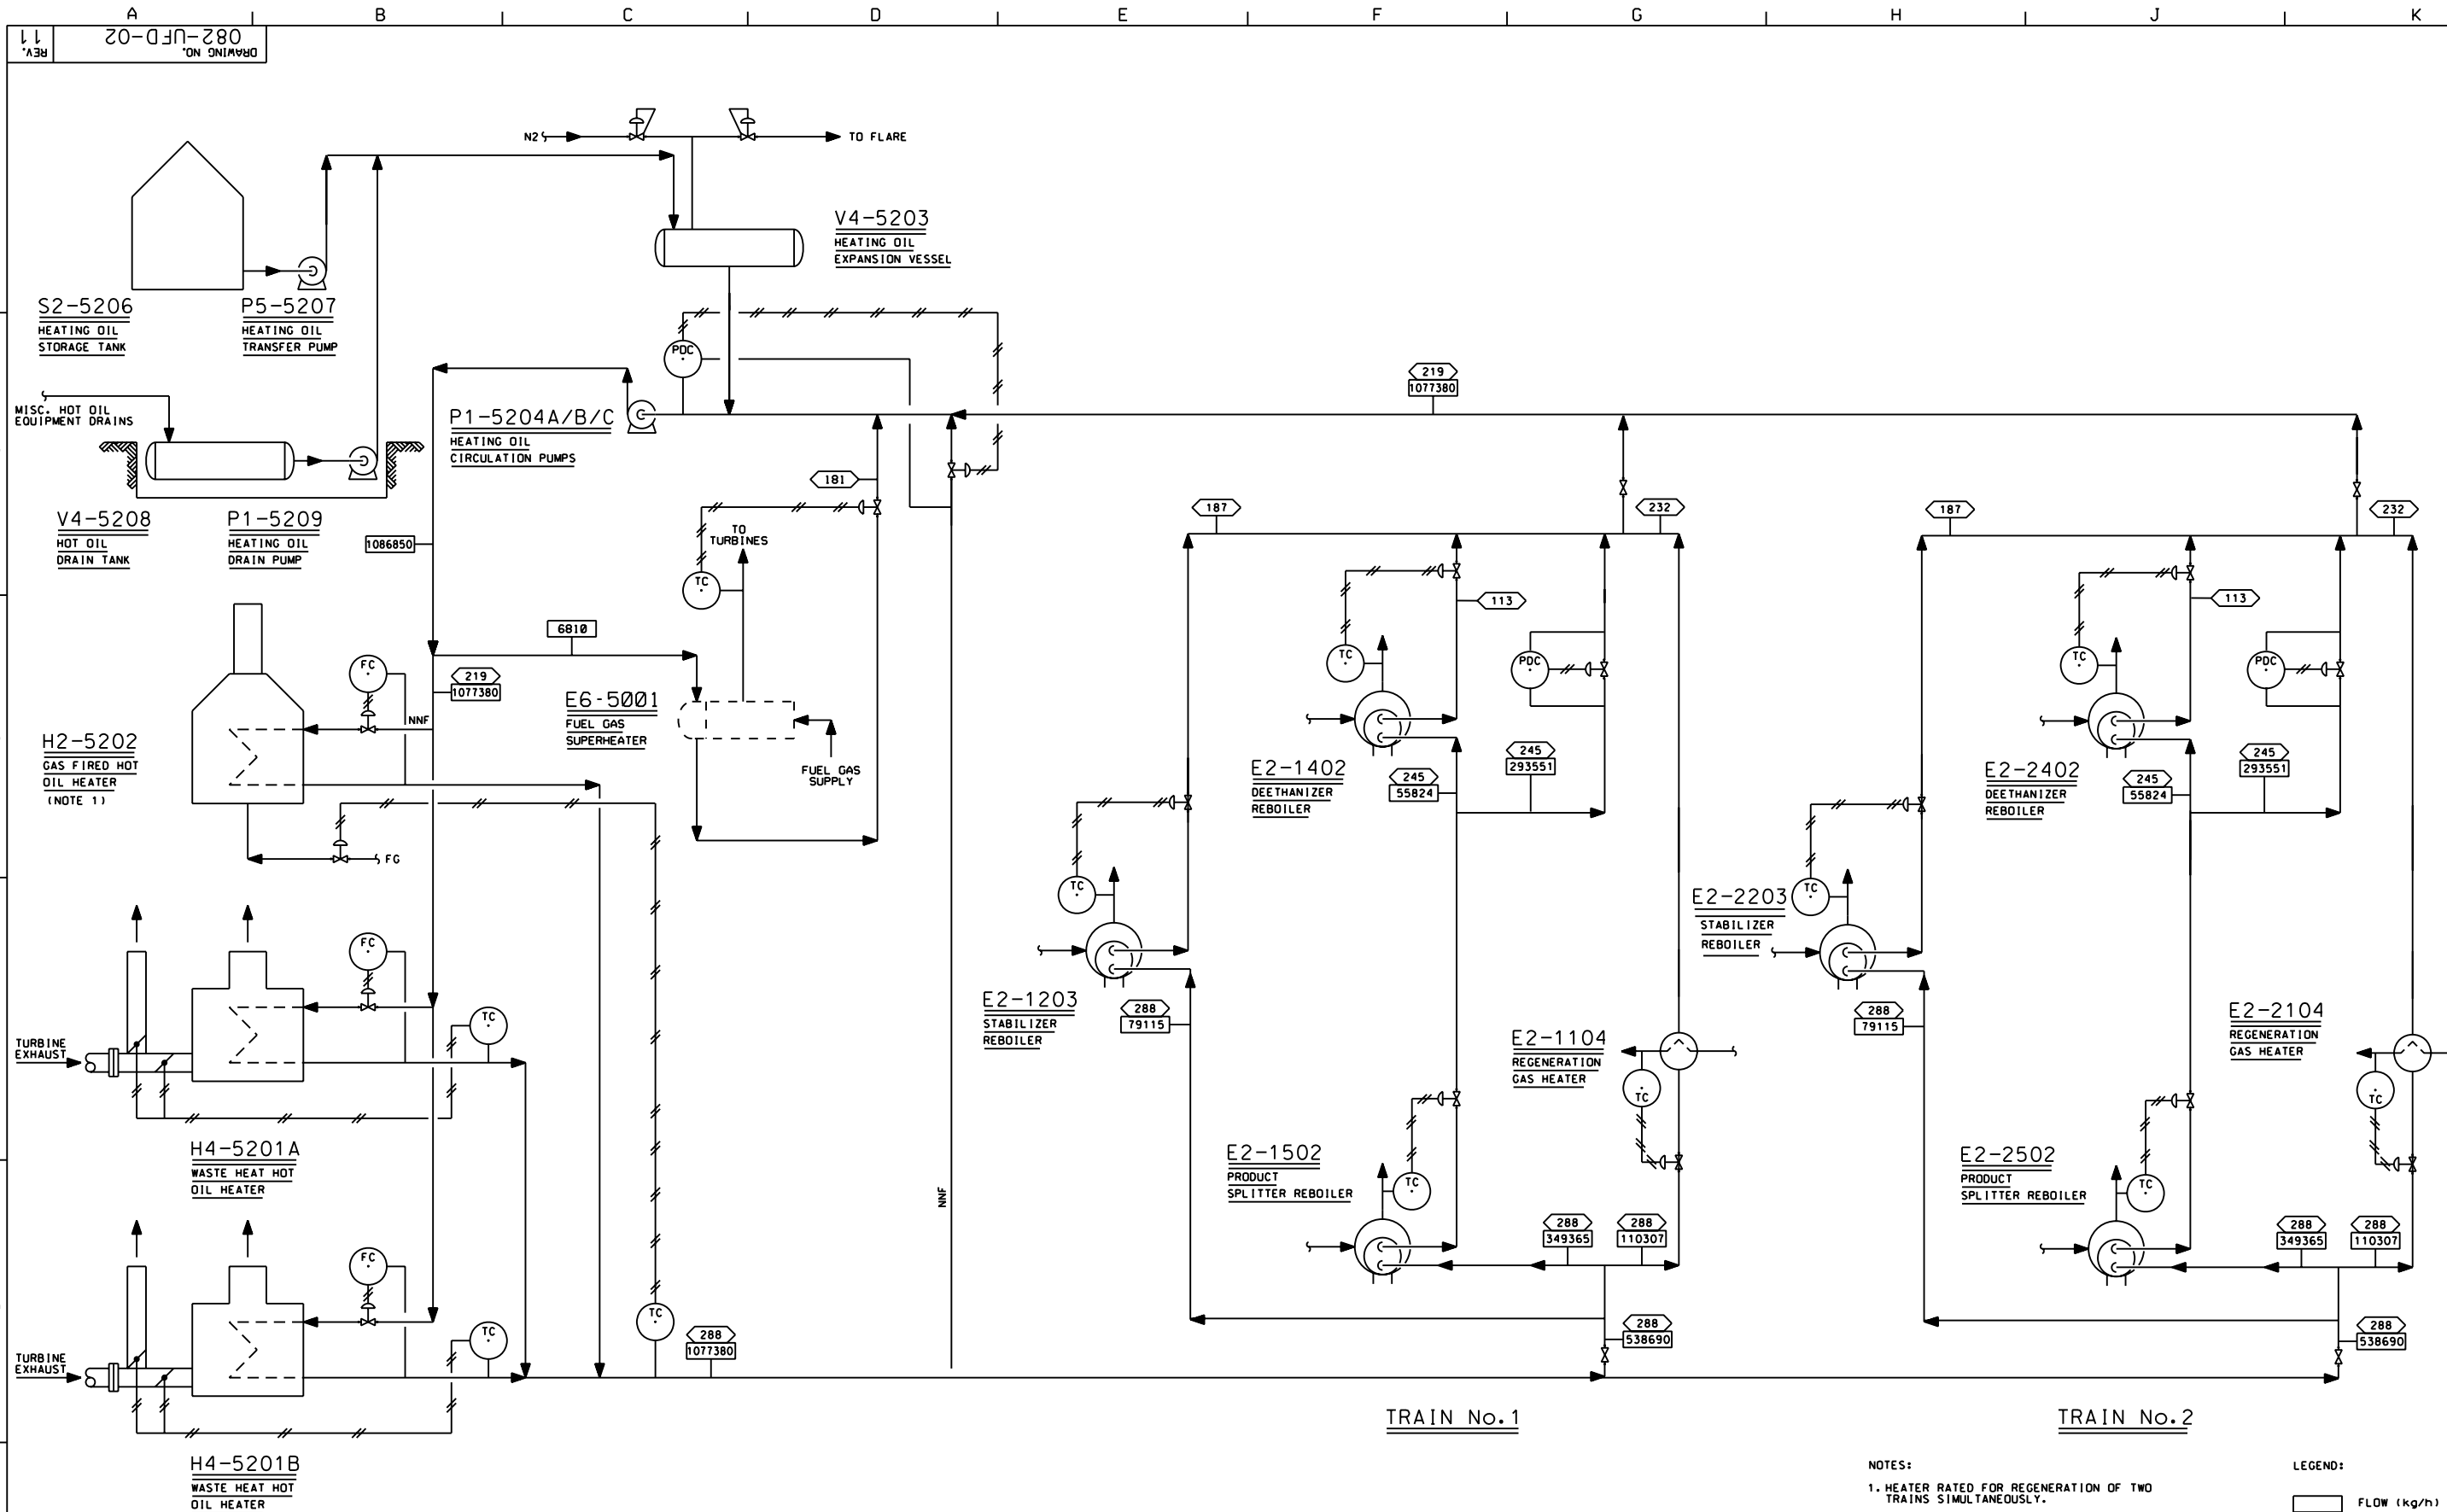 A B C D E F G H J K
REV. 11
DRAWING NO. 082-UFD-02
N2
TO FLARE
V4-5203
HEATING OIL
EXPANSION VESSEL
S2-5206
HEATING OIL
STORAGE TANK
P5-5207
HEATING OIL
TRANSFER PUMP
PDC
MISC. HOT OIL
EQUIPMENT DRAINS
P1-5204A/B/C
HEATING OIL
CIRCULATION PUMPS
219
1077380
V4-5208
HOT OIL
DRAIN TANK
P1-5209
HEATING OIL
DRAIN PUMP
1086850
181
TO
TURBINES
TC
6810
FC
219
1077380
NNF
E6-5001
FUEL GAS
SUPERHEATER
FUEL GAS
SUPPLY
H2-5202
GAS FIRED HOT
OIL HEATER
(NOTE 1)
FG
FC
TC
TURBINE
EXHAUST
H4-5201A
WASTE HEAT HOT
OIL HEATER
FC
TC
TURBINE
EXHAUST
H4-5201B
WASTE HEAT HOT
OIL HEATER
TC
288
1077380
NNF
187
232
113
TC
PDC
E2-1402
DEETHANIZER
REBOILER
245
55824
245
293551
TC
E2-1203
STABILIZER
REBOILER
288
79115
E2-1104
REGENERATION
GAS HEATER
TC
E2-1502
PRODUCT
SPLITTER REBOILER
TC
288
349365
288
110307
288
538690
TRAIN No.1
187
232
113
TC
PDC
E2-2402
DEETHANIZER
REBOILER
245
55824
245
293551
E2-2203
STABILIZER
REBOILER
TC
288
79115
E2-2104
REGENERATION
GAS HEATER
TC
E2-2502
PRODUCT
SPLITTER REBOILER
TC
288
349365
288
110307
288
538690
TRAIN No.2
NOTES:
1. HEATER RATED FOR REGENERATION OF TWO
TRAINS SIMULTANEOUSLY.
LEGEND:
FLOW (kg/h)